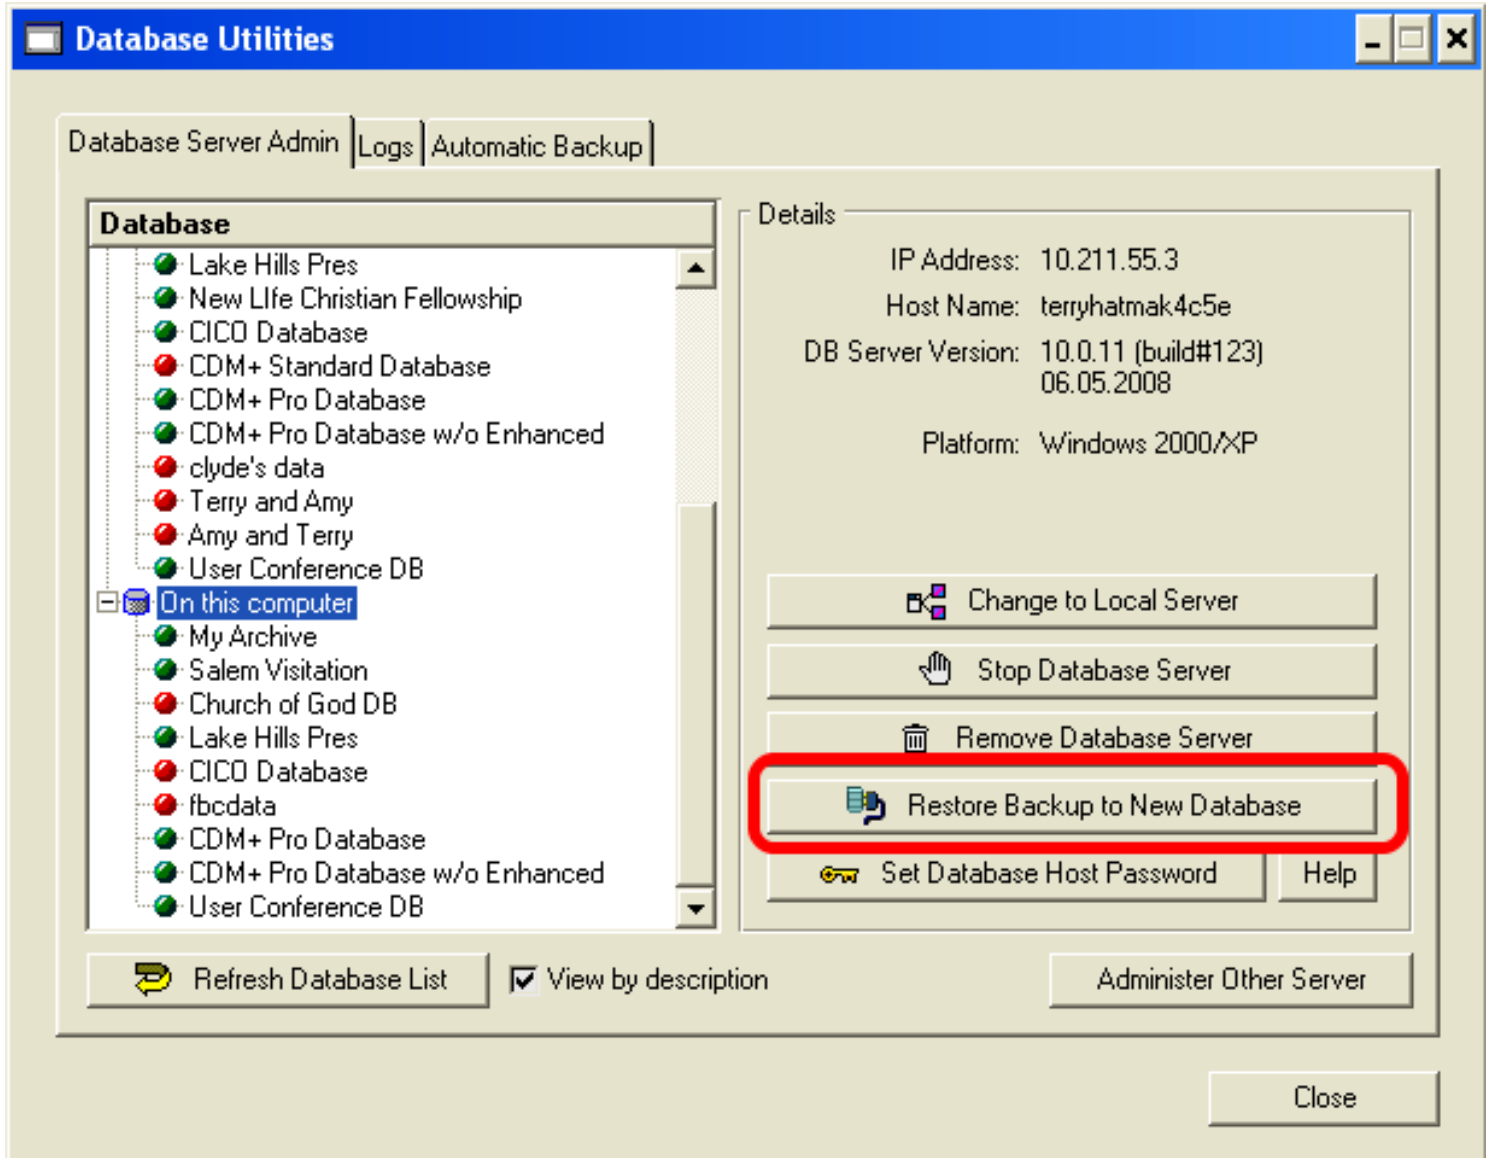 Database Utilities
Database Server Admin
Logs
Automatic Backup
Database
Lake Hills Pres
New LIfe Christian Fellowship
CICO Database
CDM+ Standard Database
CDM+ Pro Database
CDM+ Pro Database w/o Enhanced
clyde's data
Terry and Amy
Amy and Terry
User Conference DB
On this computer
My Archive
Salem Visitation
Church of God DB
Lake Hills Pres
CICO Database
fbcdata
CDM+ Pro Database
CDM+ Pro Database w/o Enhanced
User Conference DB
Details
IP Address: 10.211.55.3
Host Name: terryhatmak4c5e
DB Server Version: 10.0.11 (build#123)
06.05.2008
Platform: Windows 2000/XP
Change to Local Server
Stop Database Server
Remove Database Server
Restore Backup to New Database
Set Database Host Password
Help
Refresh Database List
View by description
Administer Other Server
Close